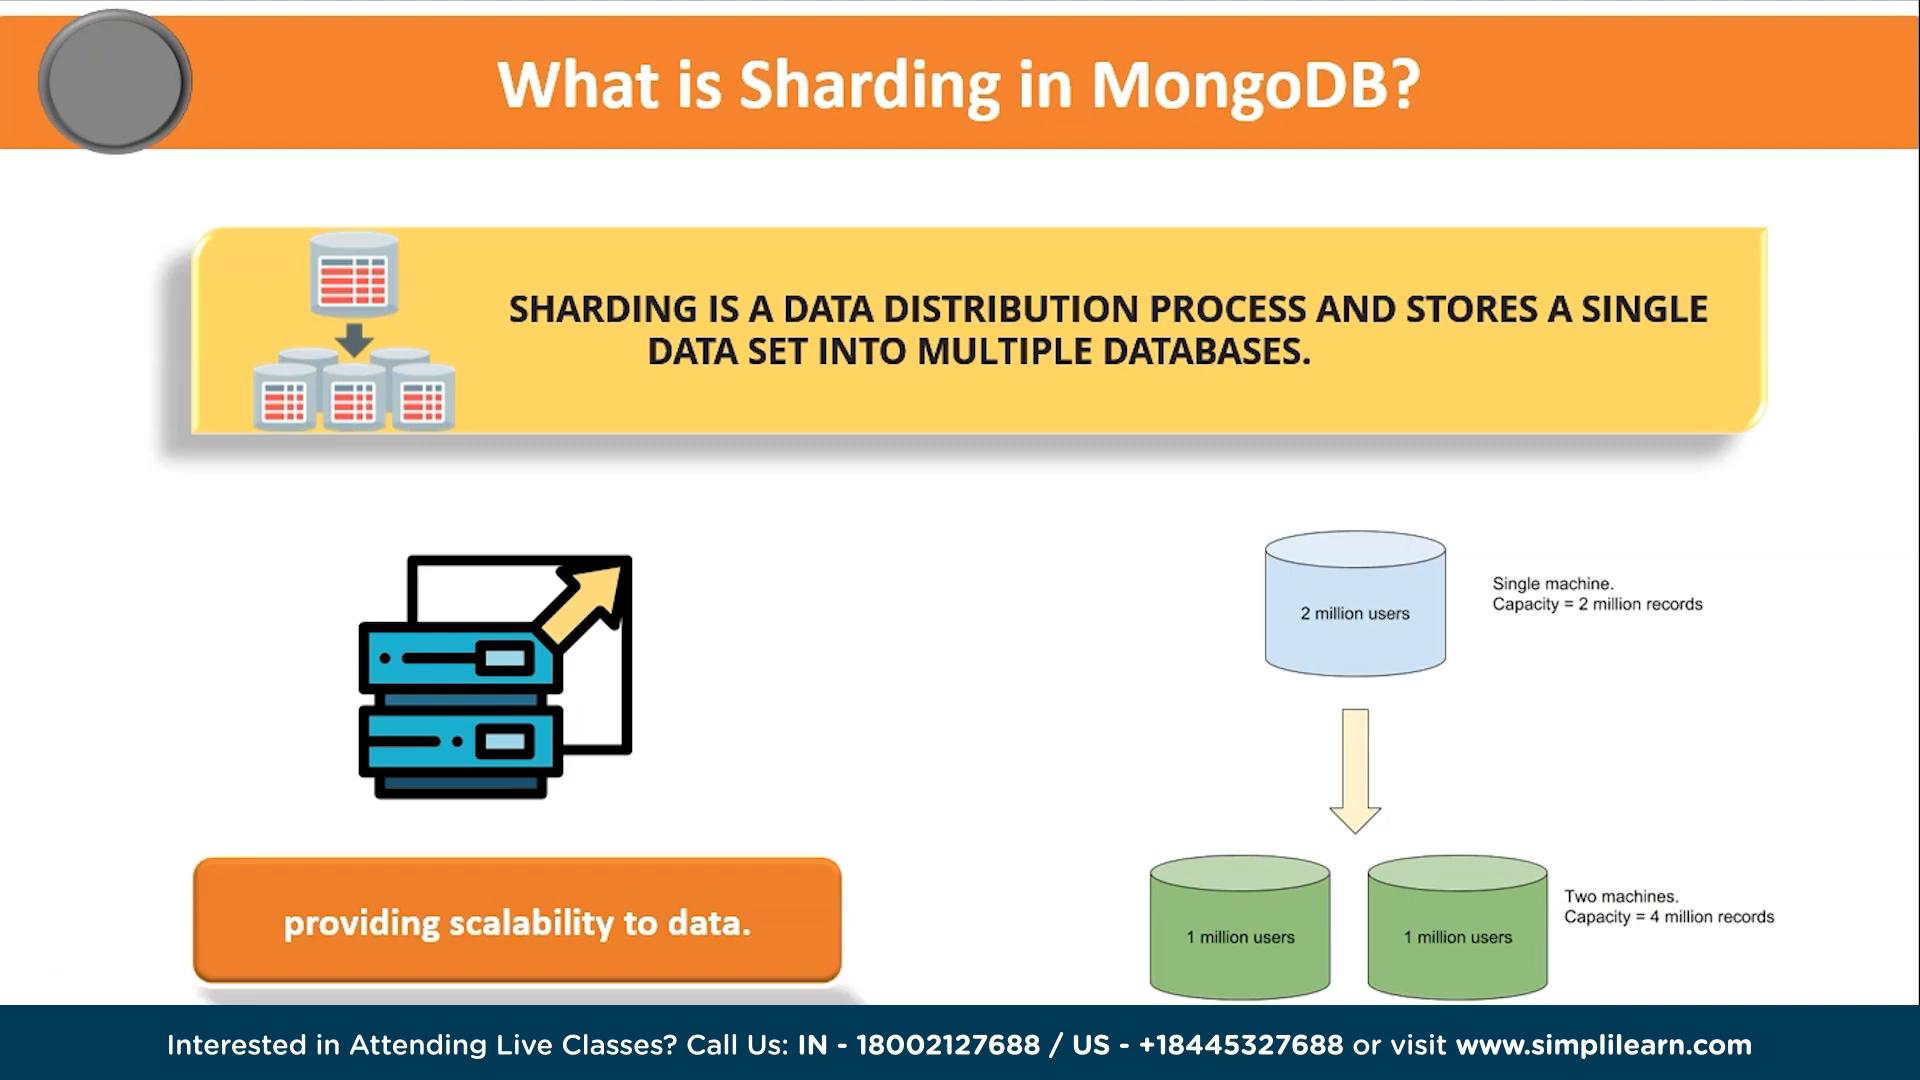 What is Sharding in MongoDB?
SHARDING IS A DATA DISTRIBUTION PROCESS AND STORES A SINGLE
DATA SET INTO MULTIPLE DATABASES.
2 million users
Single machine.
Capacity = 2 million records
providing scalability to data.
1 million users
1 million users
Two machines.
Capacity = 4 million records
Interested in Attending Live Classes? Call Us: IN - 18002127688 / US - +18445327688 or visit www.simplilearn.com